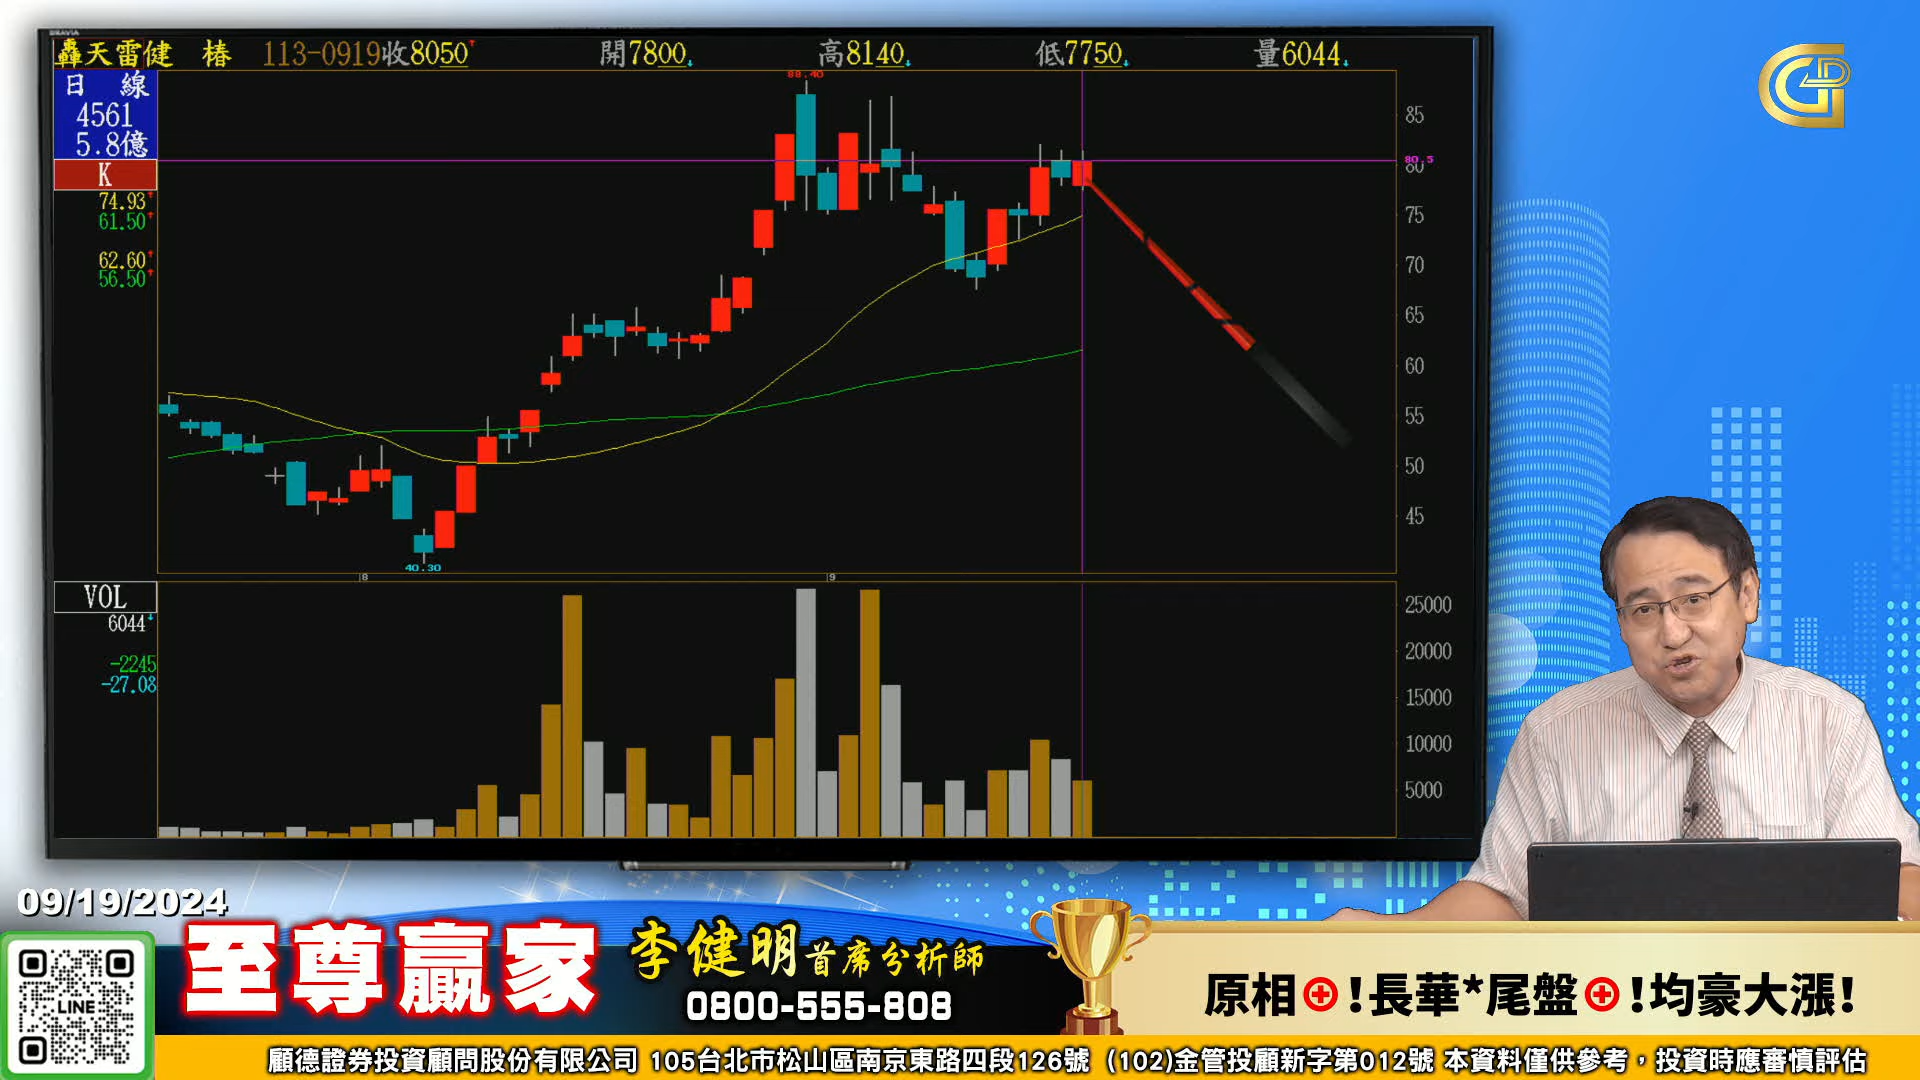 轟天雷健 椿 113-0919收8050 開7800 高8140 低7750 量6044
日 線
4561
5.8億
K
74.93
61.50
62.60
56.50
88.40
85
80.5
80
75
70
65
60
55
50
45
40.30
8
9
VOL
6044
-2245
-27.08
25000
20000
15000
10000
5000
09/19/2024
至尊贏家
李健明首席分析師
0800-555-808
LINE
原相!長華*尾盤!均豪大漲!
顧德證券投資顧問股份有限公司 105台北市松山區南京東路四段126號 (102)金管投顧新字第012號 本資料僅供參考，投資時應審慎評估